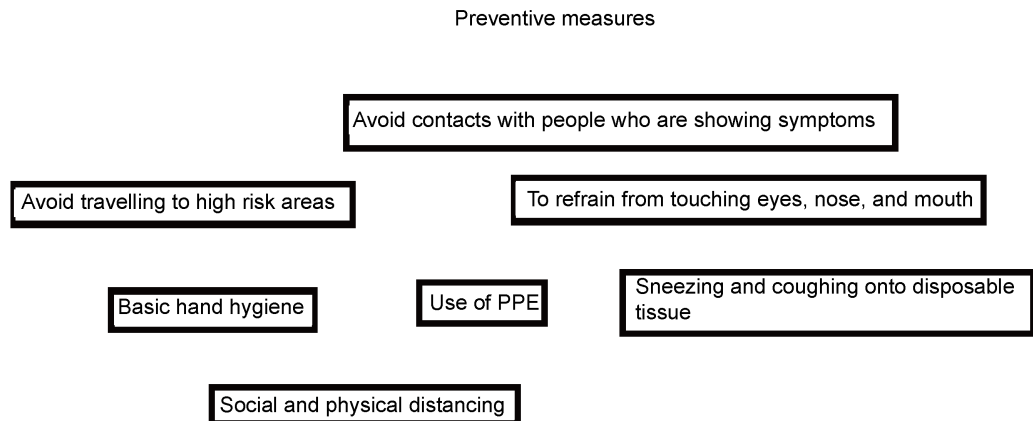 Preventive measures
Avoid contacts with people who are showing symptoms
Avoid travelling to high risk areas
To refrain from touching eyes, nose, and mouth
Basic hand hygiene
Use of PPE
Sneezing and coughing onto disposable
tissue
Social and physical distancing